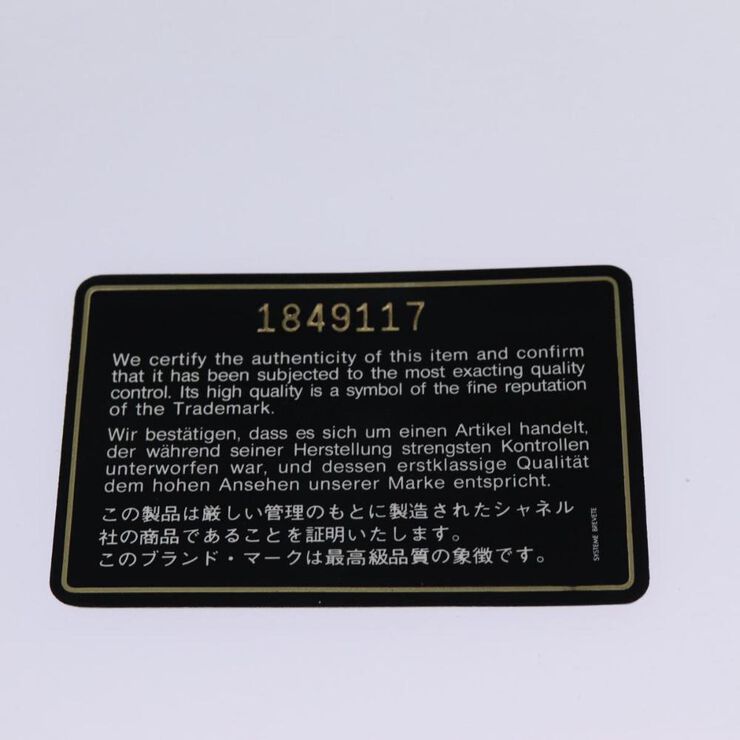 1849117
We certify the authenticity of this item and confirm
that it has been subjected to the most exacting quality
control. Its high quality is a symbol of the fine reputation
of the Trademark.
Wir bestätigen, dass es sich um einen Artikel handelt,
der während seiner Herstellung strengsten Kontrollen
unterworfen war, und dessen erstklassige Qualität
dem hohen Ansehen unserer Marke entspricht.
この製品は厳しい管理のもとに製造されたシャネル
社の商品であることを証明いたします。
このブランド・マークは最高級品質の象徴です。
SYSTEME BREVETE